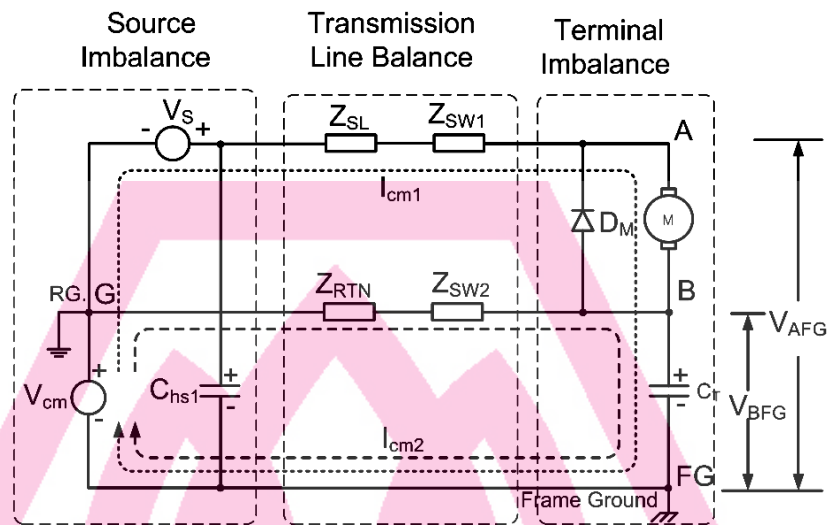 Source
Imbalance
Transmission
Line Balance
Terminal
Imbalance
- VS +
ZSL ZSW1
A
Icm1
DM
M
RG. G
ZRTN ZSW2
B
VAFG
Vcm + -
Chs1 + -
+ -
VBFG
Icm2
FG
Frame Ground